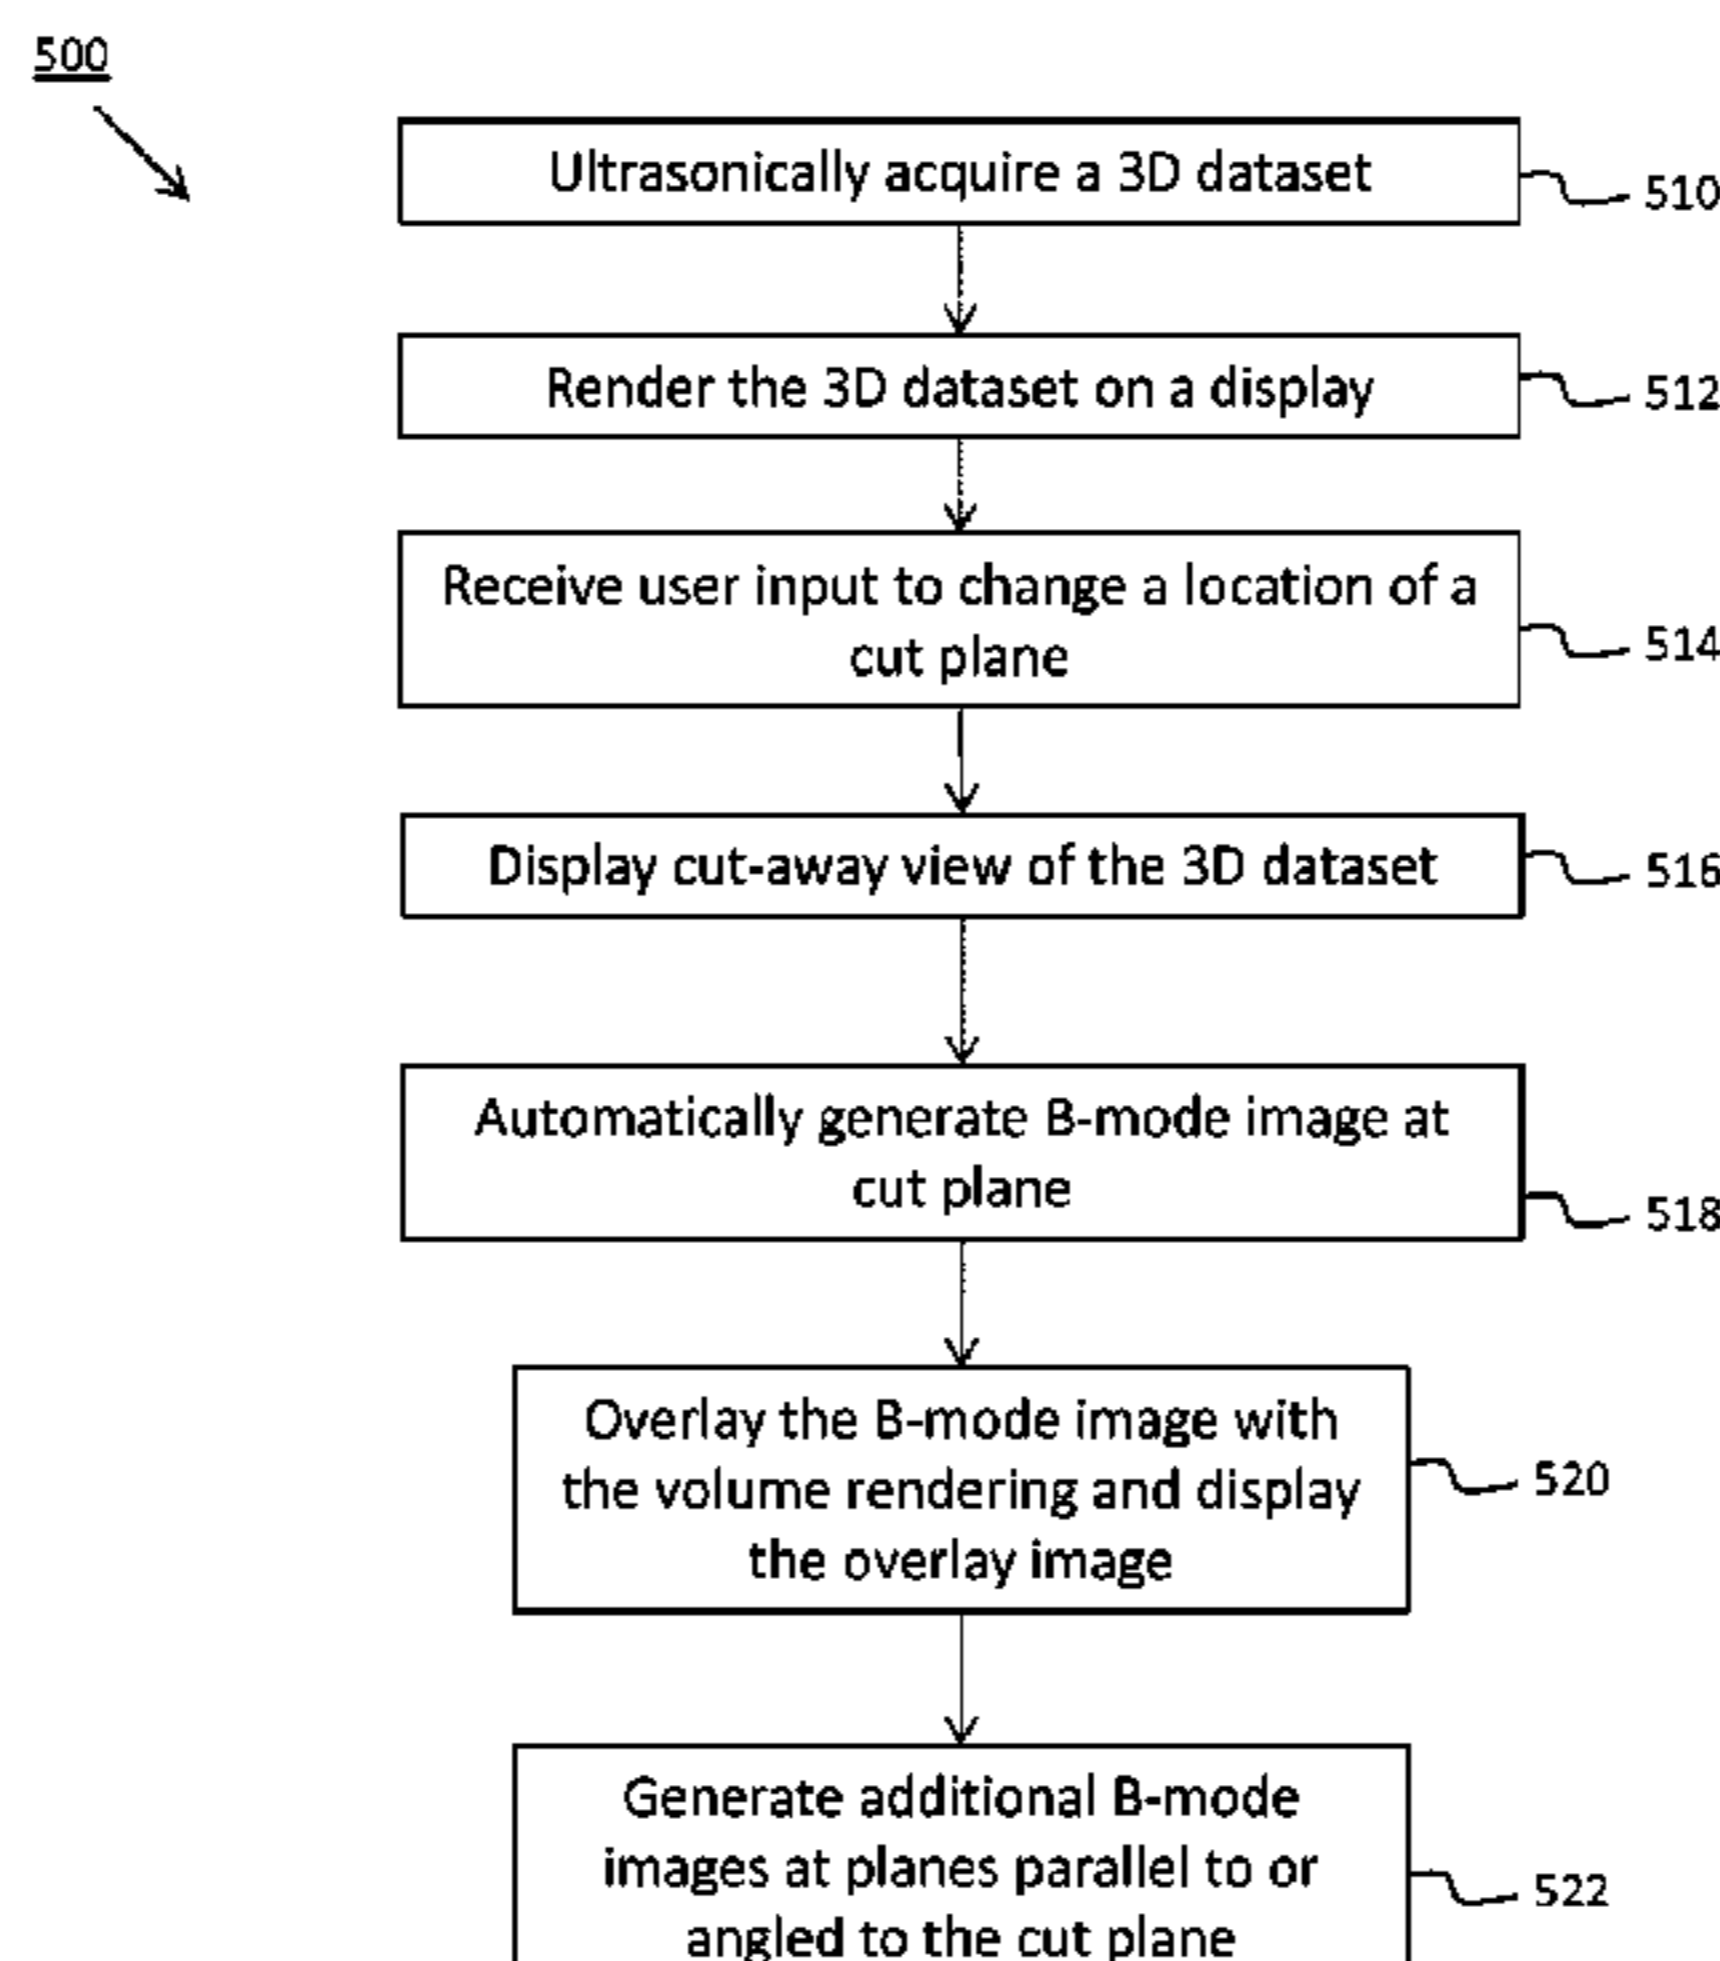 500
Ultrasonically acquire a 3D dataset
510
Render the 3D dataset on a display
512
Receive user input to change a location of a
cut plane
514
Display cut-away view of the 3D dataset
516
Automatically generate B-mode image at
cut plane
518
Overlay the B-mode image with
the volume rendering and display
the overlay image
520
Generate additional B-mode
images at planes parallel to or
angled to the cut plane
522